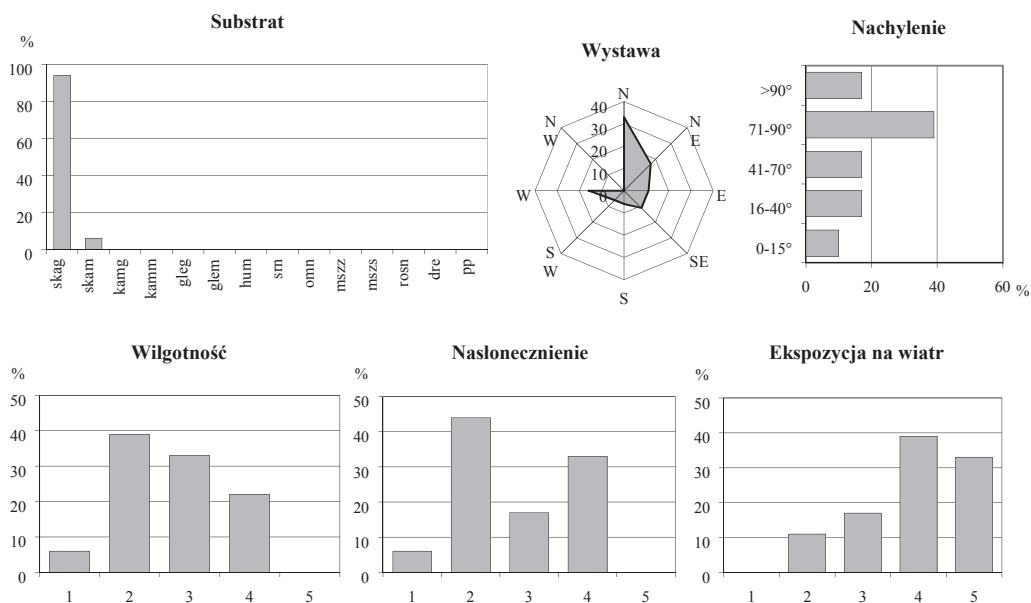 Substrat
%
100
80
60
40
20
0
skag
skam
kamg
kamm
gleg
glem
hum
srn
omn
mszz
mszs
rosn
dre
pp
Wystawa
N
N
E
E
SE
S
S
W
W
N
W
40
30
20
10
0
Nachylenie
>90°
71-90°
41-70°
16-40°
0-15°
0 20 40 60 %
Wilgotność
%
50
40
30
20
10
0
1 2 3 4 5
Nasłonecznienie
%
50
40
30
20
10
0
1 2 3 4 5
Ekspozycja na wiatr
%
50
40
30
20
10
0
1 2 3 4 5